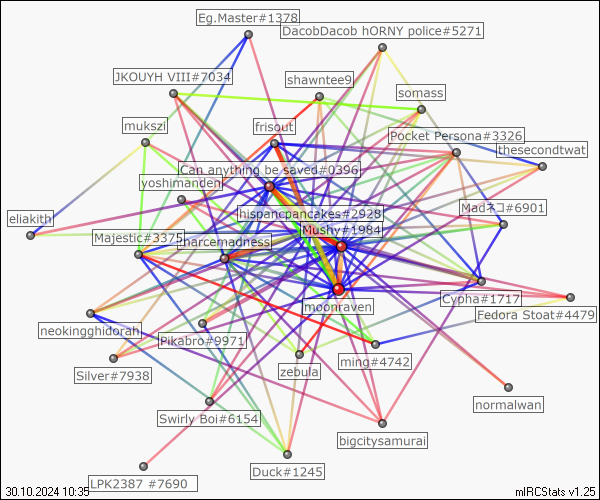 Eg.Master#1378
DacobDacob hORNY police#5271
JKOUYH VIII#7034
shawntee9
somass
mukszi
frisout
Pocket Persona#3326
thesecondtwat
Can anything be saved#0396
yoshimanden
hispancpancakes#2928
Madネコ#6901
eliakith
Mushy#1984
Majestic#3375
narcemadness
Cypha#1717
moonraven
Fedora Stoat#4479
neokingghidorah
Pikabro#9971
ming#4742
Silver#7938
zebula
normalwan
Swirly Boi#6154
bigcitysamurai
Duck#1245
LPK2387 #7690
30.10.2024 10:35
mIRCStats v1.25